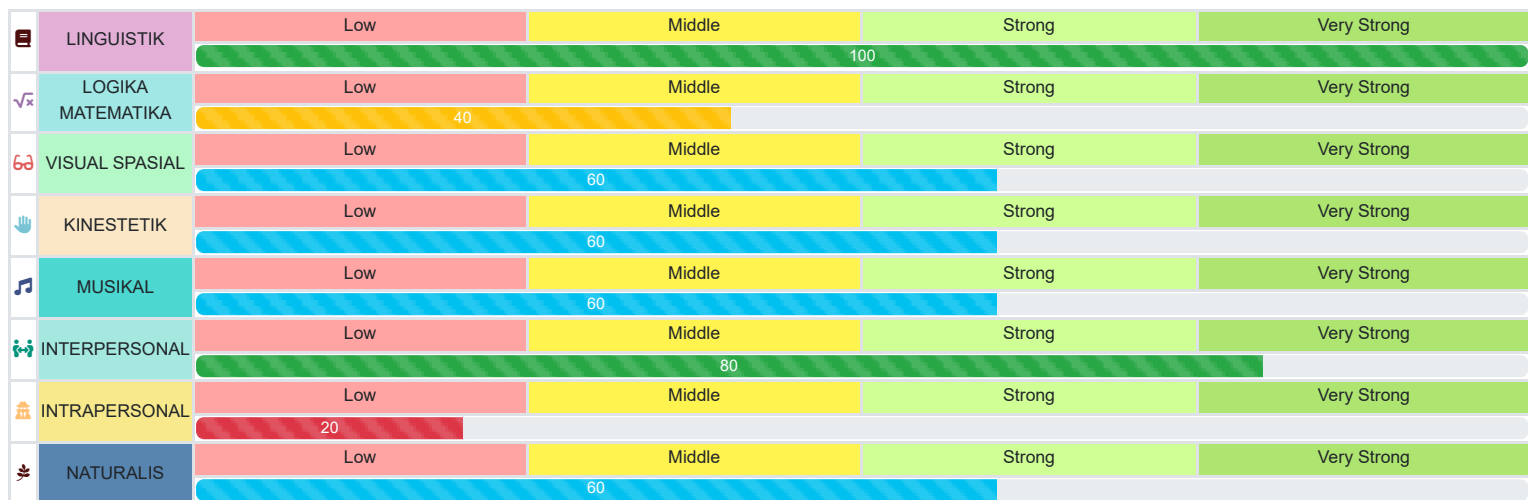 LINGUISTIK
Low Middle Strong Very Strong
100
LOGIKA
MATEMATIKA
Low Middle Strong Very Strong
40
VISUAL SPASIAL
Low Middle Strong Very Strong
60
KINESTETIK
Low Middle Strong Very Strong
60
MUSIKAL
Low Middle Strong Very Strong
60
INTERPERSONAL
Low Middle Strong Very Strong
80
INTRAPERSONAL
Low Middle Strong Very Strong
20
NATURALIS
Low Middle Strong Very Strong
60